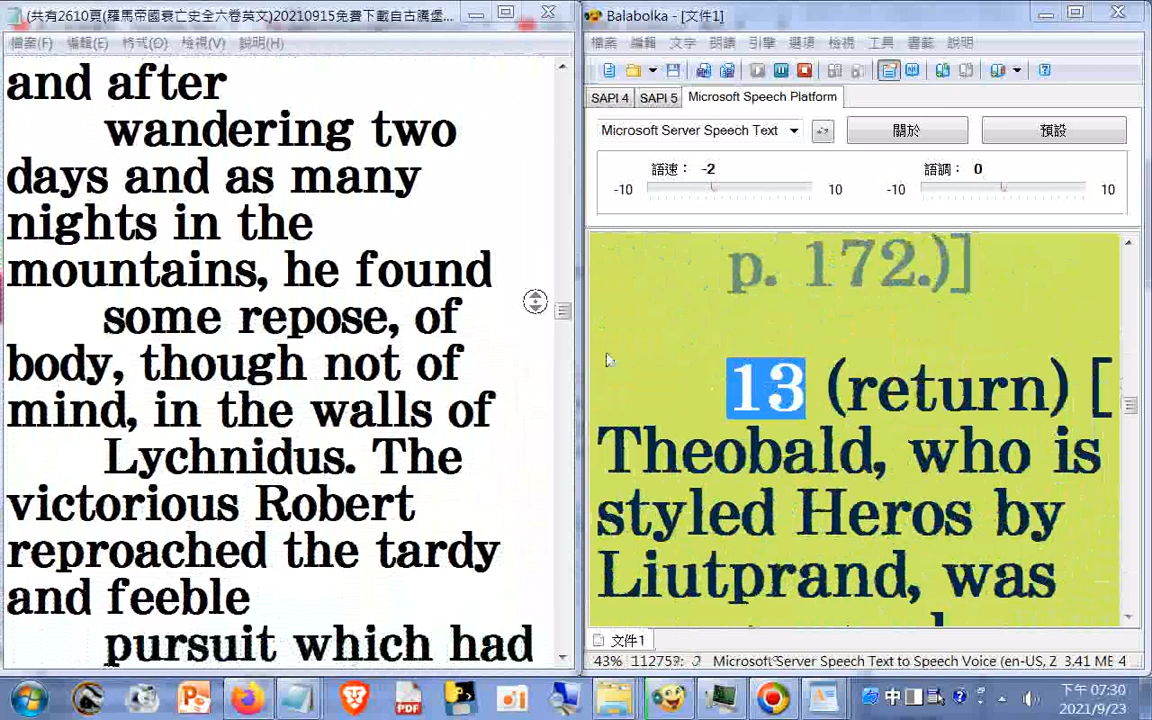 (共有2610頁(羅馬帝國衰亡史全六卷英文)20210915免費下載自古騰堡...
檔案(F) 編輯(E) 格式(O) 檢視(V) 說明(H)
and after
wandering two
days and as many
nights in the
mountains, he found
some repose, of
body, though not of
mind, in the walls of
Lychnidus. The
victorious Robert
reproached the tardy
and feeble
pursuit which had
Balabolka - [文件1]
檔案 編輯 文字 朗讀 引擎 選項 檢視 工具 書籤 說明
SAPI 4 SAPI 5 Microsoft Speech Platform
Microsoft Server Speech Text
關於
預設
語速: -2
語調: 0
-10 10 -10 10
p. 172.)]
13 (return) [
Theobald, who is
styled Heros by
Liutprand, was
文件1
43% Microsoft Server Speech Text to Speech Voice (en-US, Z 3.41 ME 4
中
下午 07:30
2021/9/23